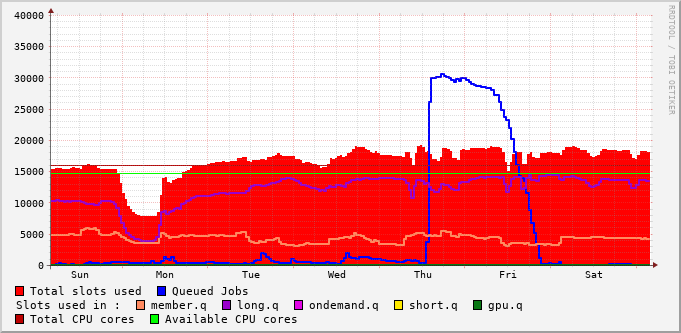 40000
35000
30000
25000
20000
15000
10000
5000
0
Sun Mon Tue Wed Thu Fri Sat
RRDTOOL / TOBI OETIKER
Total slots used Queued Jobs
Slots used in : member.q long.q ondemand.q short.q gpu.q
Total CPU cores Available CPU cores